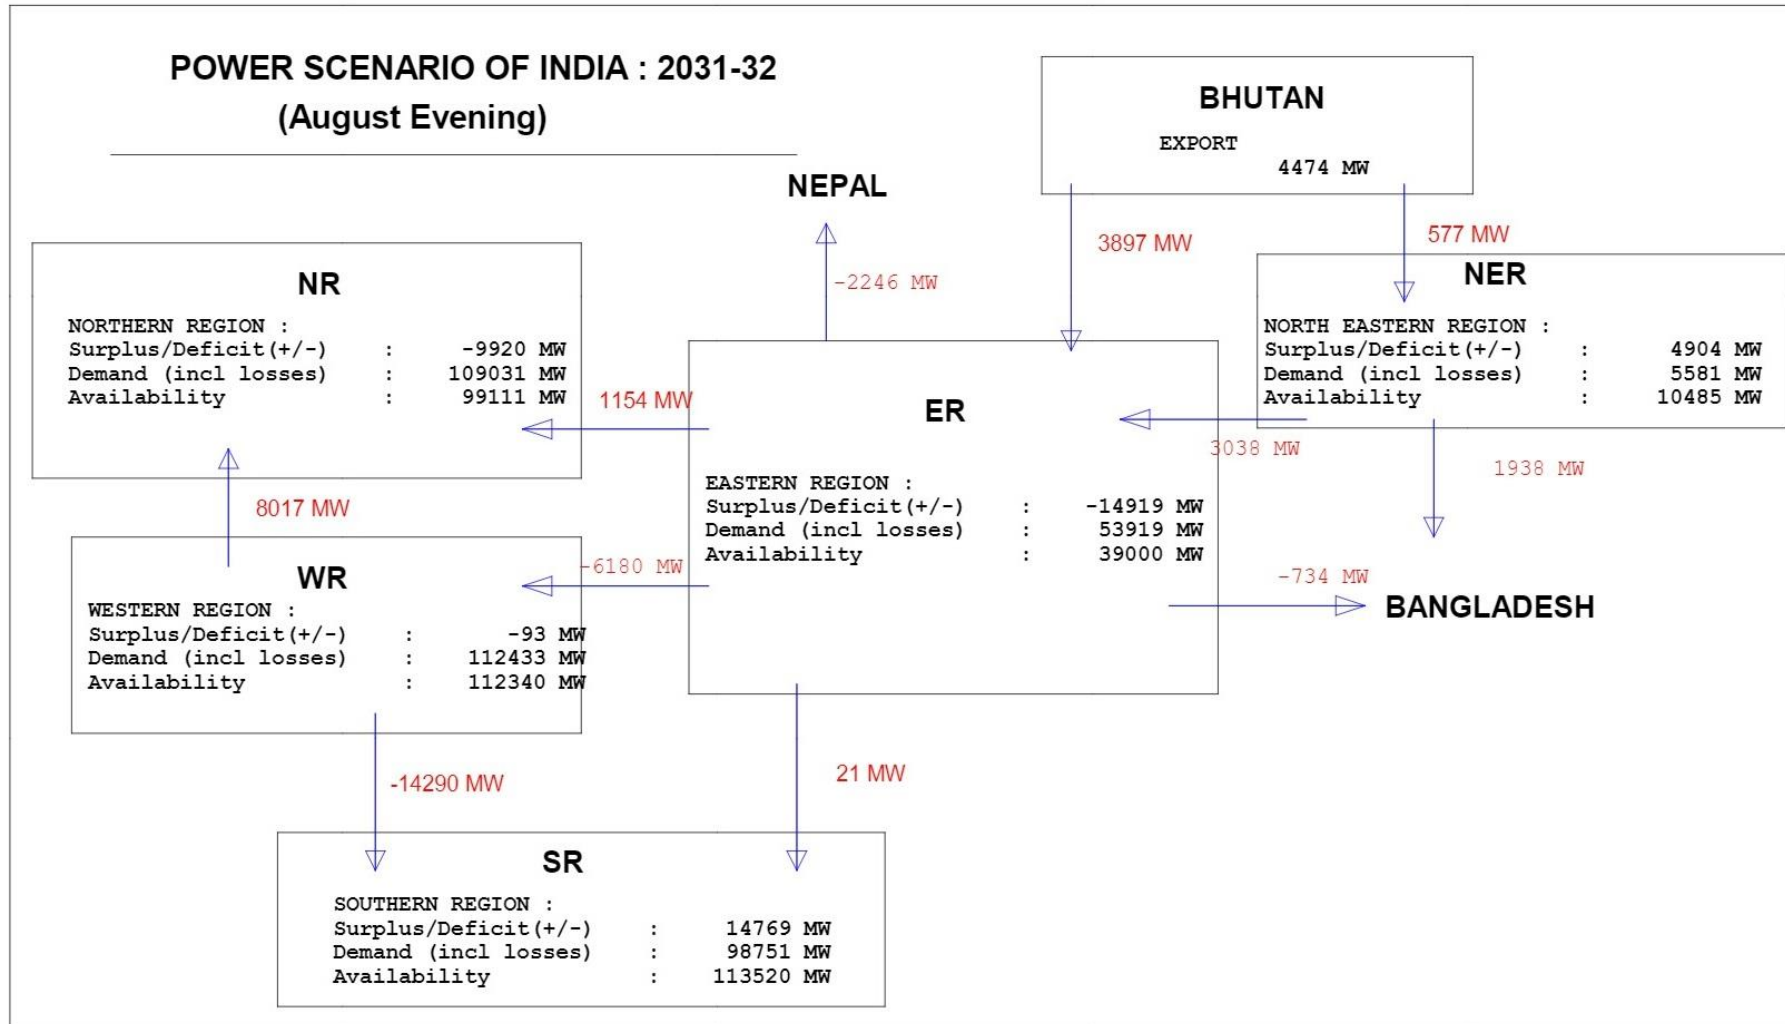 POWER SCENARIO OF INDIA : 2031-32
(August Evening)
BHUTAN
EXPORT
4474 MW
NEPAL
3897 MW
577 MW
-2246 MW
NR
NORTHERN REGION :
Surplus/Deficit(+/-) : -9920 MW
Demand (incl losses) : 109031 MW
Availability : 99111 MW
NER
NORTH EASTERN REGION :
Surplus/Deficit(+/-) : 4904 MW
Demand (incl losses) : 5581 MW
Availability : 10485 MW
1154 MW
3038 MW
1938 MW
ER
EASTERN REGION :
Surplus/Deficit(+/-) : -14919 MW
Demand (incl losses) : 53919 MW
Availability : 39000 MW
8017 MW
-6180 MW
-734 MW
BANGLADESH
WR
WESTERN REGION :
Surplus/Deficit(+/-) : -93 MW
Demand (incl losses) : 112433 MW
Availability : 112340 MW
-14290 MW
21 MW
SR
SOUTHERN REGION :
Surplus/Deficit(+/-) : 14769 MW
Demand (incl losses) : 98751 MW
Availability : 113520 MW